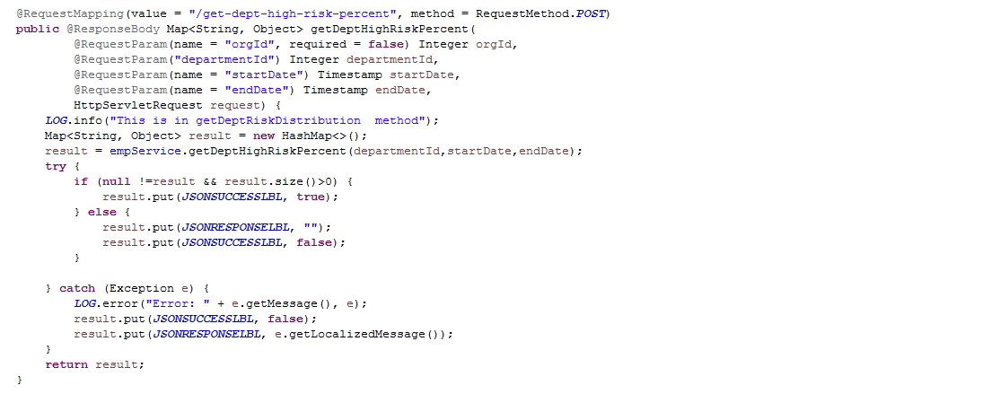 @RequestMapping(value = "/get-dept-high-risk-percent", method = RequestMethod.POST)
public @ResponseBody Map<String, Object> getDeptHighRiskPercent(
        @RequestParam(name = "orgId", required = false) Integer orgId,
        @RequestParam("departmentId") Integer departmentId,
        @RequestParam(name = "startDate") Timestamp startDate,
        @RequestParam(name = "endDate") Timestamp endDate,
        HttpServletRequest request) {
    LOG.info("This is in getDeptRiskDistribution  method");
    Map<String, Object> result = new HashMap<>();
    result = empService.getDeptHighRiskPercent(departmentId,startDate,endDate);
    try {
        if (null !=result && result.size()>0) {
            result.put(JSONSUCCESSLBL, true);
        } else {
            result.put(JSONRESPONSELBL, "");
            result.put(JSONSUCCESSLBL, false);
        }

    } catch (Exception e) {
        LOG.error("Error: " + e.getMessage(), e);
        result.put(JSONSUCCESSLBL, false);
        result.put(JSONRESPONSELBL, e.getLocalizedMessage());
    }
    return result;
}